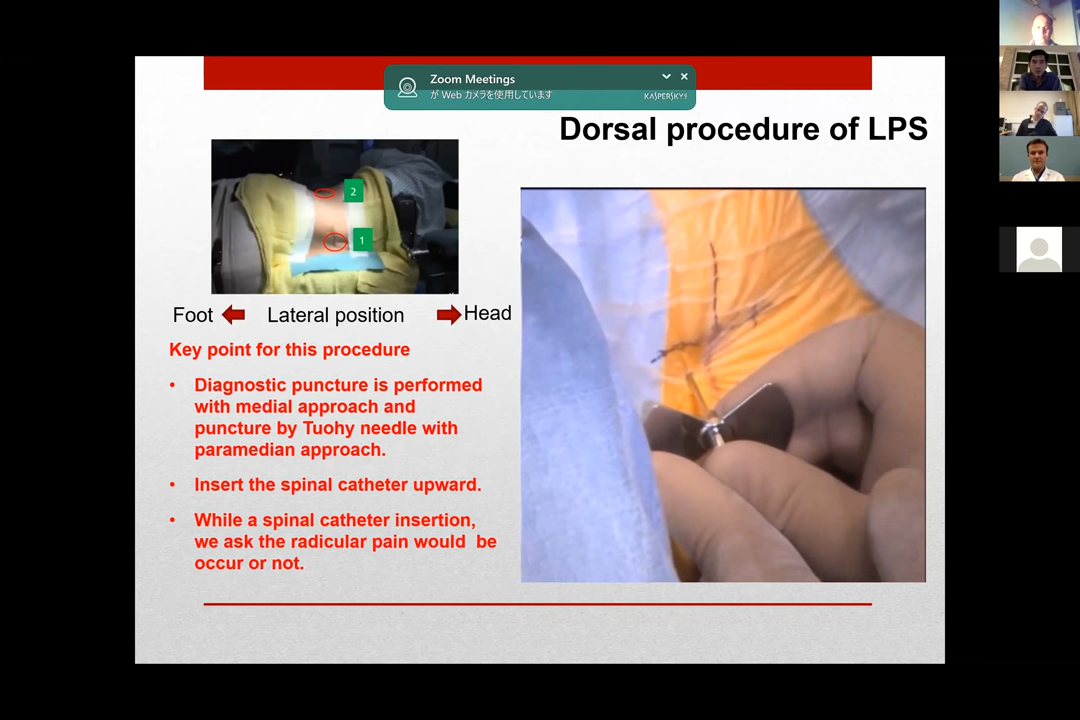 Zoom Meetings
が Web カメラを使用しています
KASPERSKY
Dorsal procedure of LPS
2
1
Foot
Lateral position
Head
Key point for this procedure
• Diagnostic puncture is performed
with medial approach and
puncture by Tuohy needle with
paramedian approach.
• Insert the spinal catheter upward.
• While a spinal catheter insertion,
we ask the radicular pain would be
occur or not.